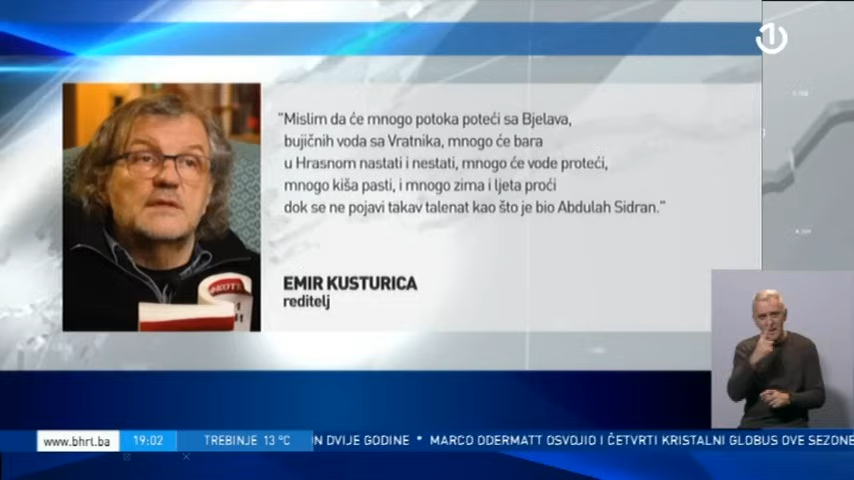 1
"Mislim da će mnogo potoka poteći sa Bjelava,
bujičnih voda sa Vratnika, mnogo će bara
u Hrasnom nastati i nestati, mnogo će vode proteći,
mnogo kiša pasti, i mnogo zima i ljeta proći
dok se ne pojavi takav talenat kao što je bio Abdulah Sidran."
EMIR KUSTURICA
reditelj
www.bhrt.ba 19:02 TREBINJE 13 °C N DVIJE GODINE * MARCO ODERMATT OSVOJIO I ČETVRTI KRISTALNI GLOBUS OVE SEZONE